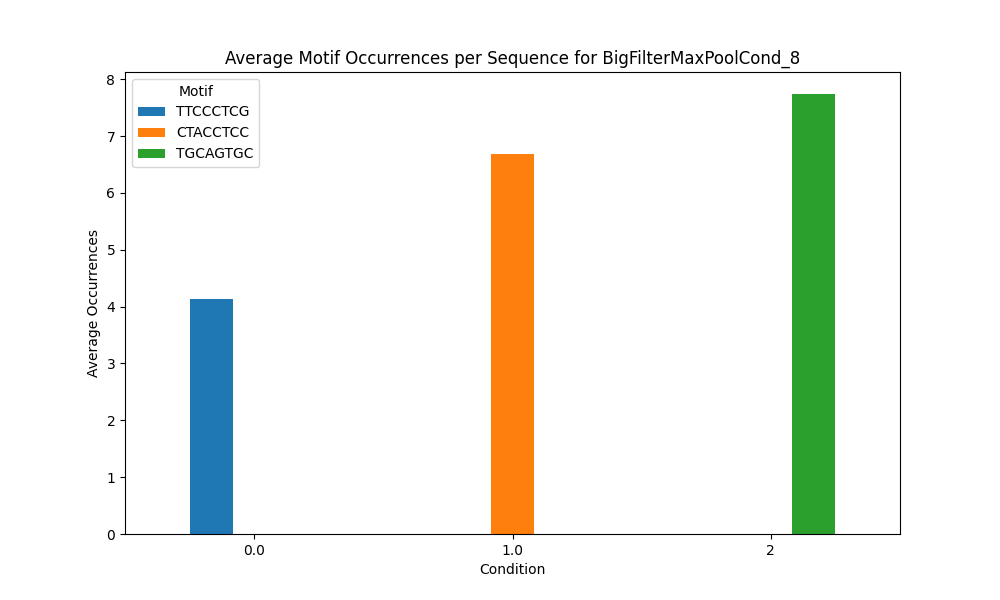 Average Motif Occurrences per Sequence for BigFilterMaxPoolCond_8
Motif
TTCCCTCG
CTACCTCC
TGCAGTGC
8
7
6
5
4
3
2
1
0
Average Occurrences
0.0
1.0
2
Condition